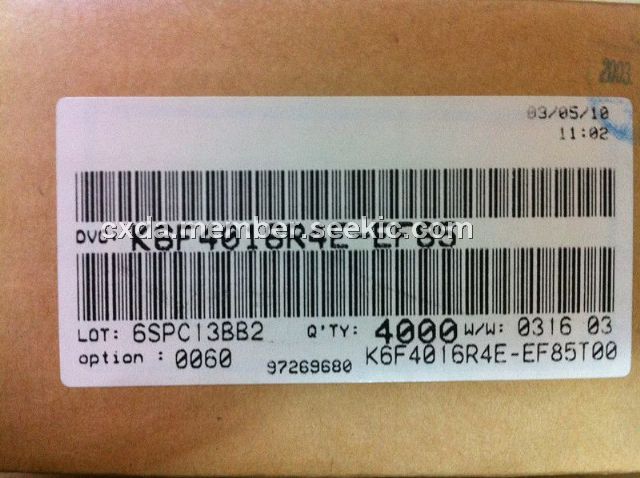 2003.
03/05/10
11:02
cxda.member.seekic.com
DVC: K6F4016R4E-EF85
LOT: 6SPC13BB2 Q'TY: 4000 W/W: 0316 03
option : 0060 97269680 K6F4016R4E-EF85T00